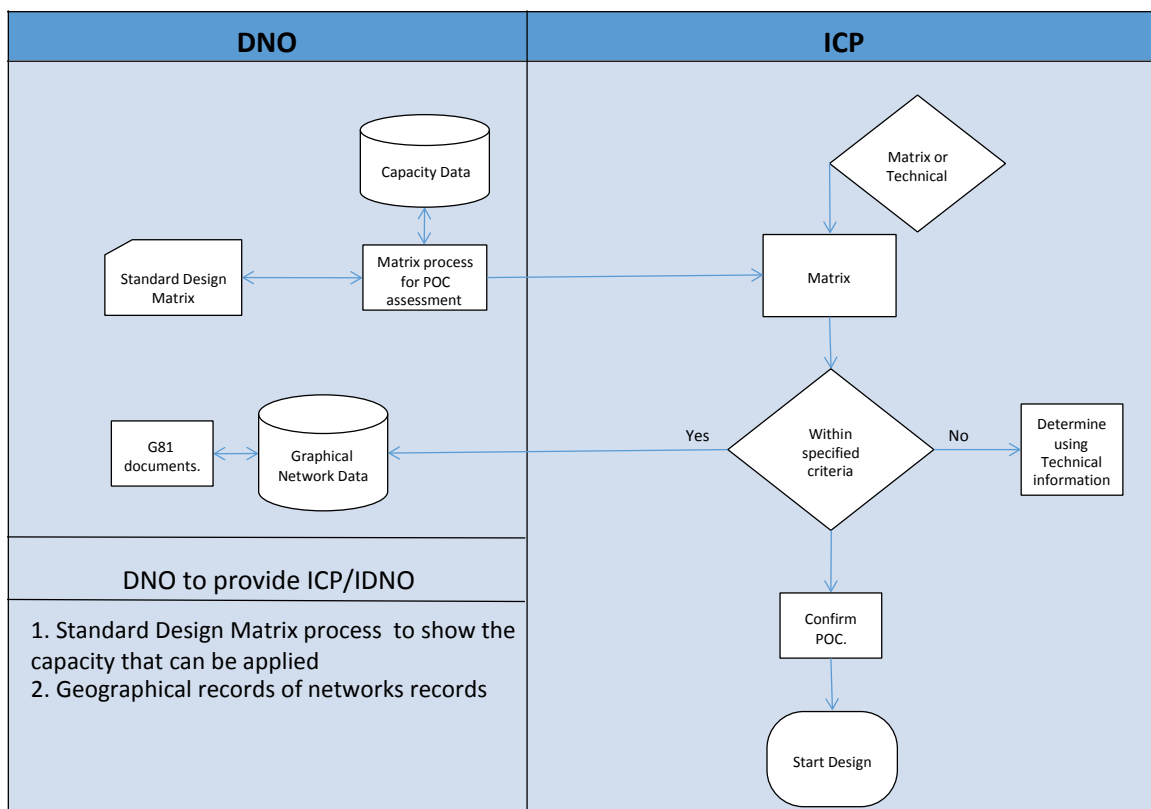 DNO
ICP
Capacity Data
Matrix or
Technical
Standard Design
Matrix
Matrix process
for POC
assessment
Matrix
G81
documents.
Graphical
Network Data
Yes
Within
specified
criteria
No
Determine
using
Technical
information
DNO to provide ICP/IDNO
1. Standard Design Matrix process to show the
capacity that can be applied
2. Geographical records of networks records
Confirm
POC.
Start Design